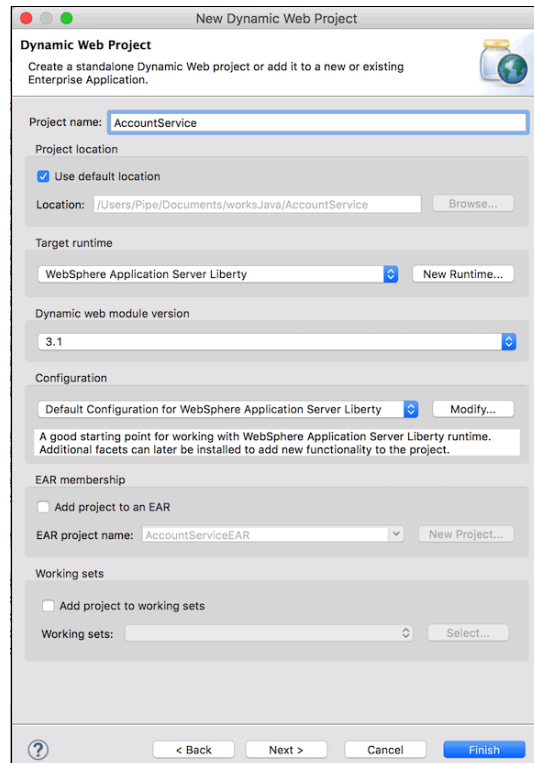 New Dynamic Web Project
Dynamic Web Project
Create a standalone Dynamic Web project or add it to a new or existing
Enterprise Application.
Project name: AccountService
Project location
Use default location
Location: /Users/Pipe/Documents/worksJava/AccountService Browse...
Target runtime
WebSphere Application Server Liberty New Runtime...
Dynamic web module version
3.1
Configuration
Default Configuration for WebSphere Application Server Liberty Modify...
A good starting point for working with WebSphere Application Server Liberty runtime.
Additional facets can later be installed to add new functionality to the project.
EAR membership
Add project to an EAR
EAR project name: AccountServiceEAR New Project...
Working sets
Add project to working sets
Working sets: Select...
? < Back Next > Cancel Finish